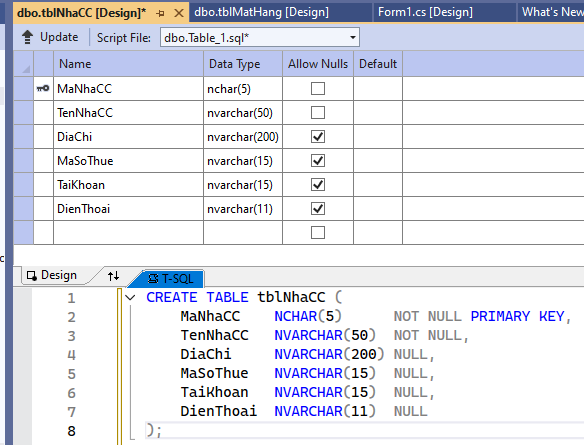 dbo.tblNhaCC [Design]* dbo.tblMatHang [Design] Form1.cs [Design] What's New
Update Script File: dbo.Table_1.sql*
Name Data Type Allow Nulls Default
MaNhaCC nchar(5)
TenNhaCC nvarchar(50)
DiaChi nvarchar(200)
MaSoThue nvarchar(15)
TaiKhoan nvarchar(15)
DienThoai nvarchar(11)
Design T-SQL
1 CREATE TABLE tblNhaCC (
2 MaNhaCC NCHAR(5) NOT NULL PRIMARY KEY,
3 TenNhaCC NVARCHAR(50) NOT NULL,
4 DiaChi NVARCHAR(200) NULL,
5 MaSoThue NVARCHAR(15) NULL,
6 TaiKhoan NVARCHAR(15) NULL,
7 DienThoai NVARCHAR(11) NULL
8 );